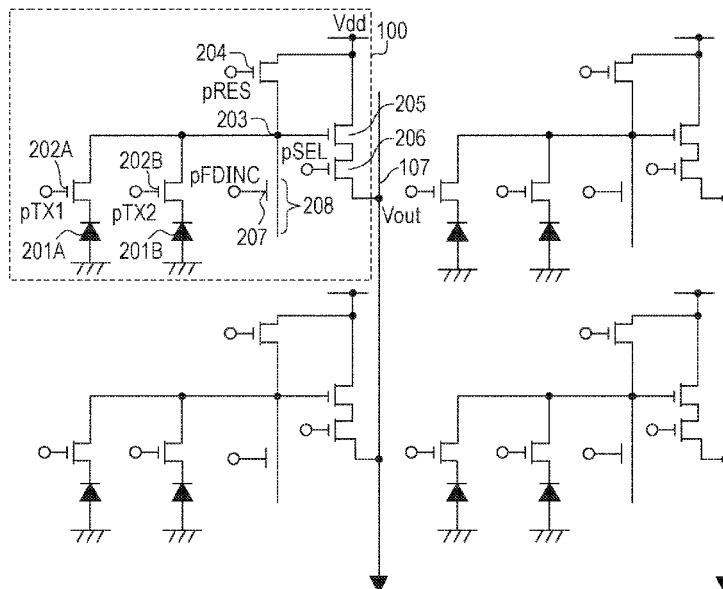 Vdd
100
204
pRES
203
205
pSEL
206
202A
202B
pFDINC
107
pTX1
pTX2
208
Vout
207
201A
201B